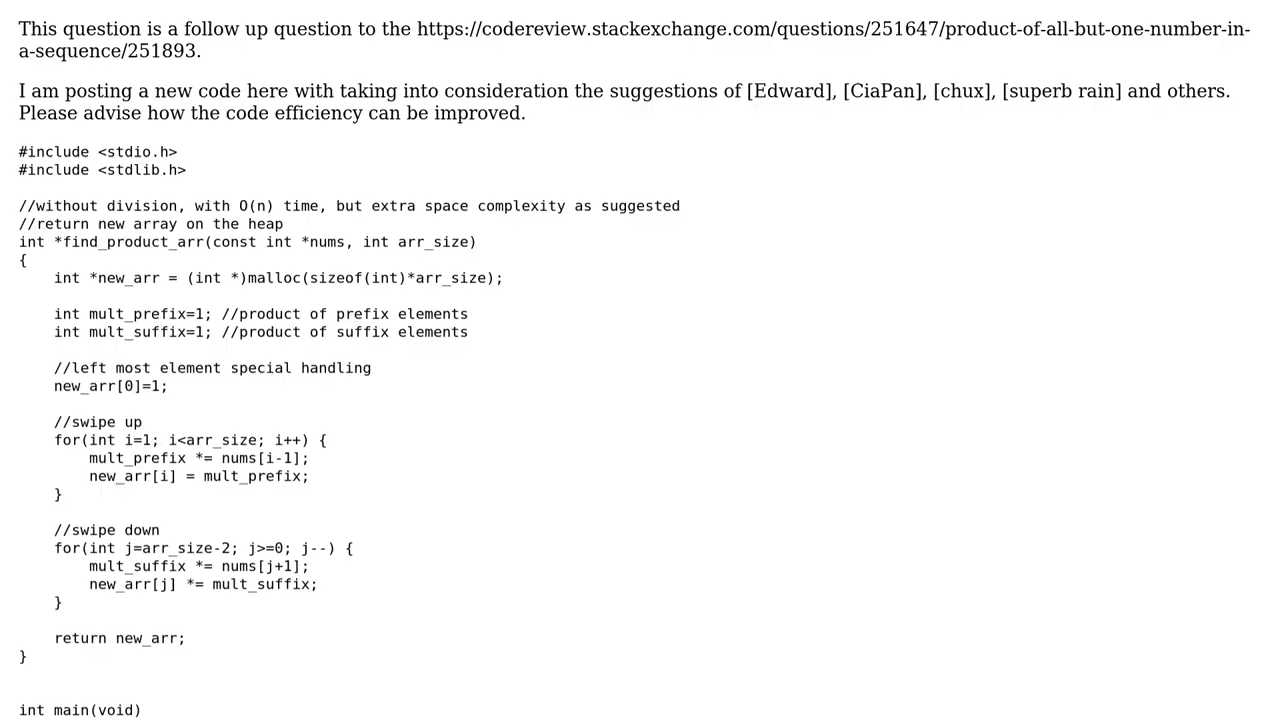 This question is a follow up question to the https://codereview.stackexchange.com/questions/251647/product-of-all-but-one-number-in-
a-sequence/251893.
I am posting a new code here with taking into consideration the suggestions of [Edward], [CiaPan], [chux], [superb rain] and others.
Please advise how the code efficiency can be improved.
#include <stdio.h>
#include <stdlib.h>
//without division, with O(n) time, but extra space complexity as suggested
//return new array on the heap
int *find_product_arr(const int *nums, int arr_size)
{
    int *new_arr = (int *)malloc(sizeof(int)*arr_size);
    int mult_prefix=1; //product of prefix elements
    int mult_suffix=1; //product of suffix elements
    //left most element special handling
    new_arr[0]=1;
    //swipe up
    for(int i=1; i<arr_size; i++) {
        mult_prefix *= nums[i-1];
        new_arr[i] = mult_prefix;
    }
    //swipe down
    for(int j=arr_size-2; j>=0; j--) {
        mult_suffix *= nums[j+1];
        new_arr[j] *= mult_suffix;
    }
    return new_arr;
}
int main(void)